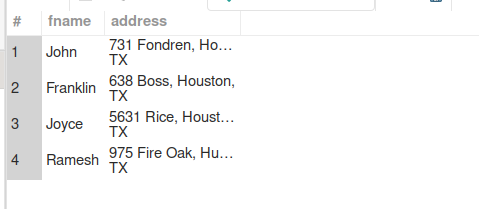 # fname address
1 John 731 Fondren, Ho…
TX
2 Franklin 638 Boss, Houston,
TX
3 Joyce 5631 Rice, Houst…
TX
4 Ramesh 975 Fire Oak, Hu…
TX